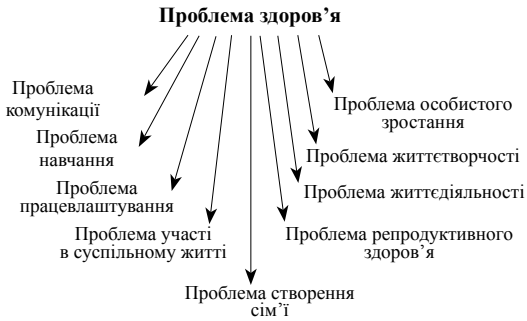 Проблема здоров’я
Проблема
комунікації
Проблема
навчання
Проблема
працевлаштування
Проблема участі
в суспільному житті
Проблема створення
сім’ї
Проблема особистого
зростання
Проблема життєтворчості
Проблема життєдіяльності
Проблема репродуктивного
здоров’я